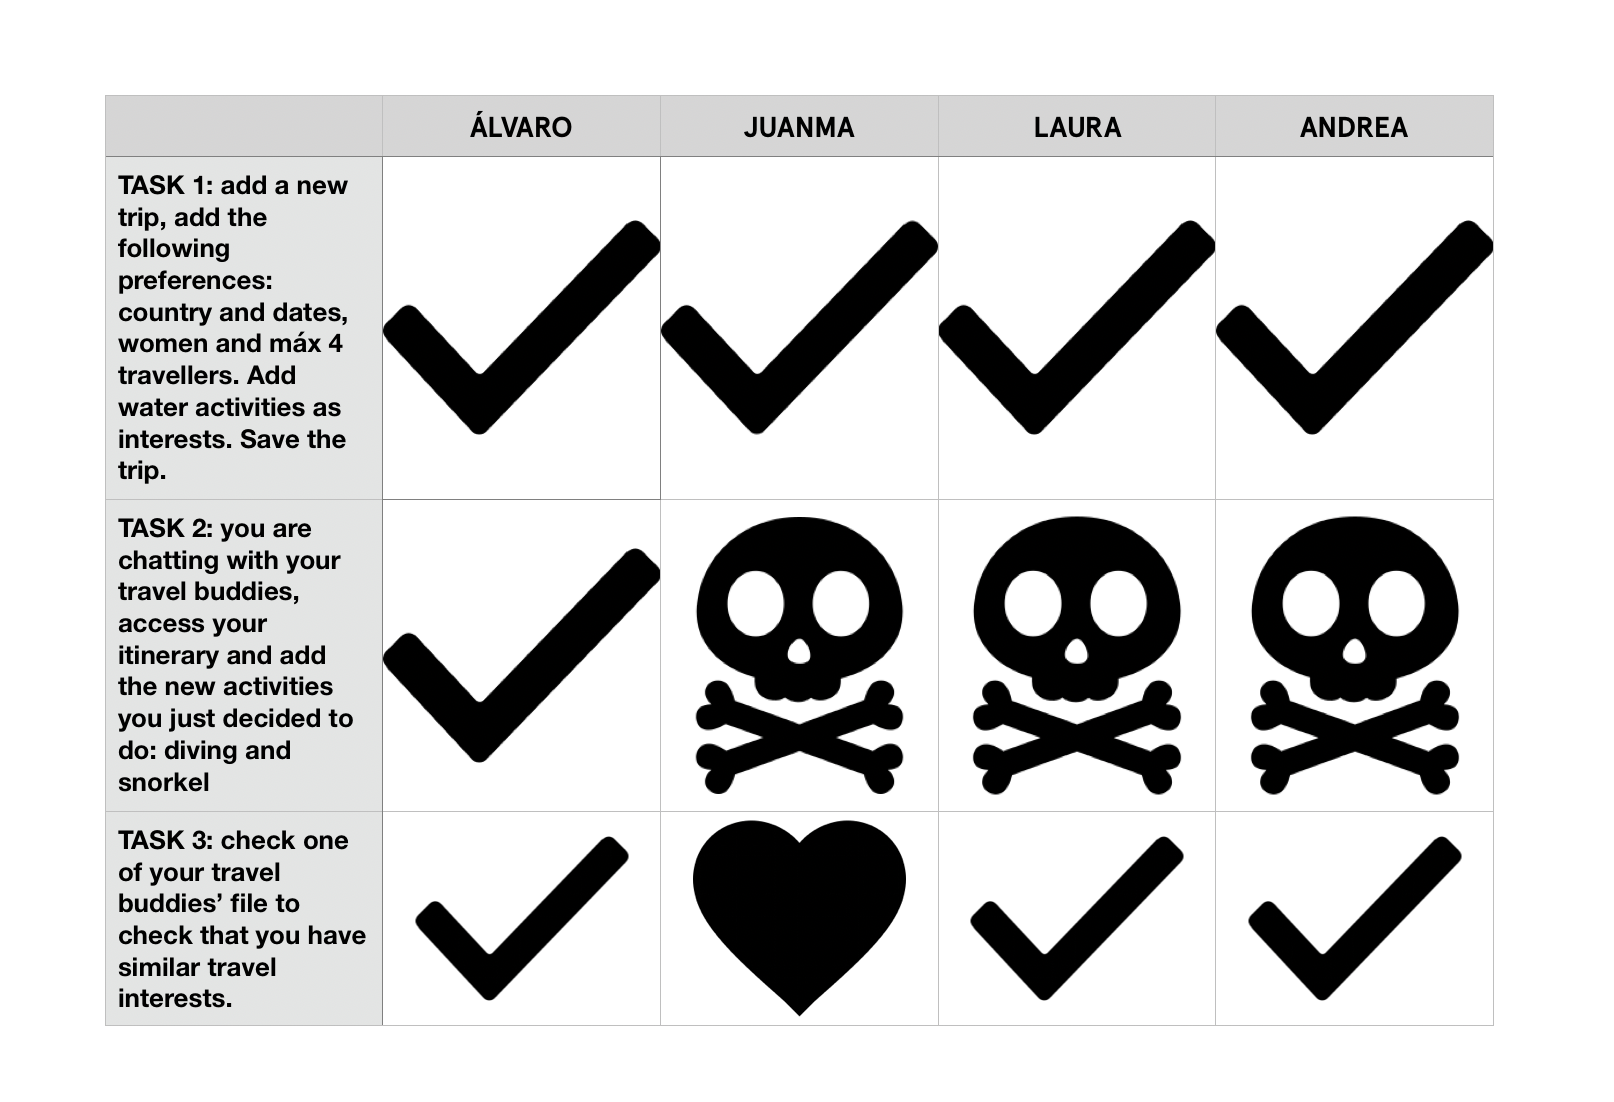 ÁLVARO JUANMA LAURA ANDREA
TASK 1: add a new
trip, add the
following
preferences:
country and dates,
women and máx 4
travellers. Add
water activities as
interests. Save the
trip.
TASK 2: you are
chatting with your
travel buddies,
access your
itinerary and add
the new activities
you just decided to
do: diving and
snorkel
TASK 3: check one
of your travel
buddies’ file to
check that you have
similar travel
interests.